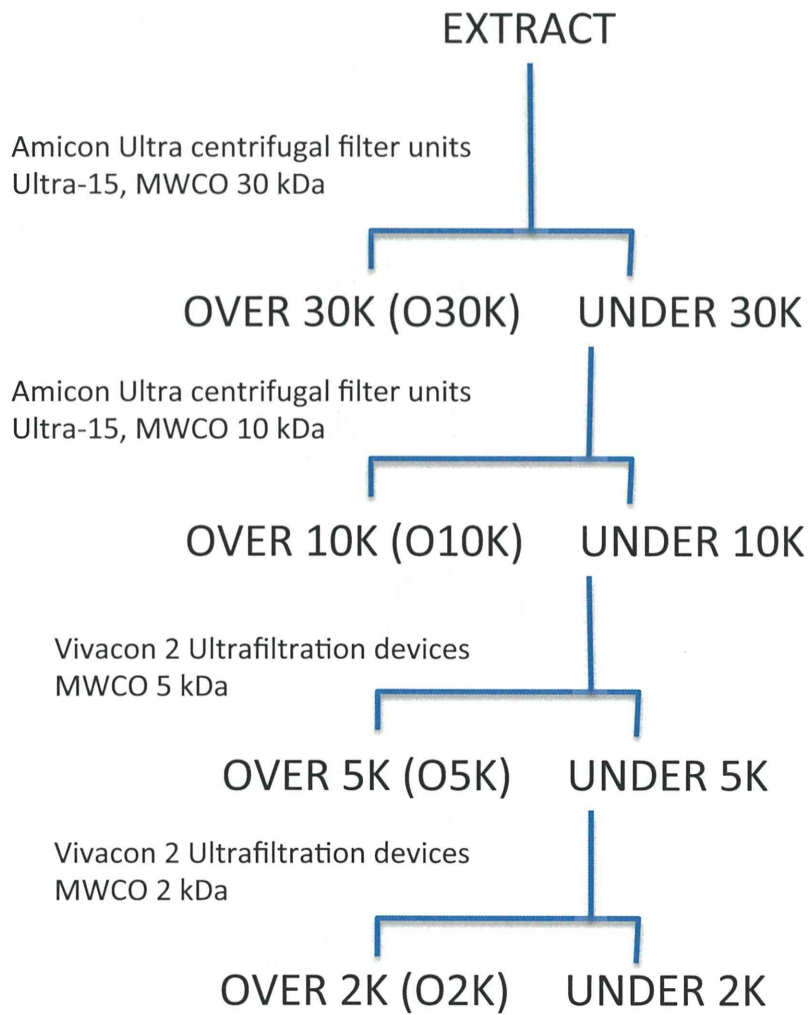 EXTRACT
Amicon Ultra centrifugal filter units
Ultra-15, MWCO 30 kDa
OVER 30K (O30K) UNDER 30K
Amicon Ultra centrifugal filter units
Ultra-15, MWCO 10 kDa
OVER 10K (O10K) UNDER 10K
Vivacon 2 Ultrafiltration devices
MWCO 5 kDa
OVER 5K (O5K) UNDER 5K
Vivacon 2 Ultrafiltration devices
MWCO 2 kDa
OVER 2K (O2K) UNDER 2K